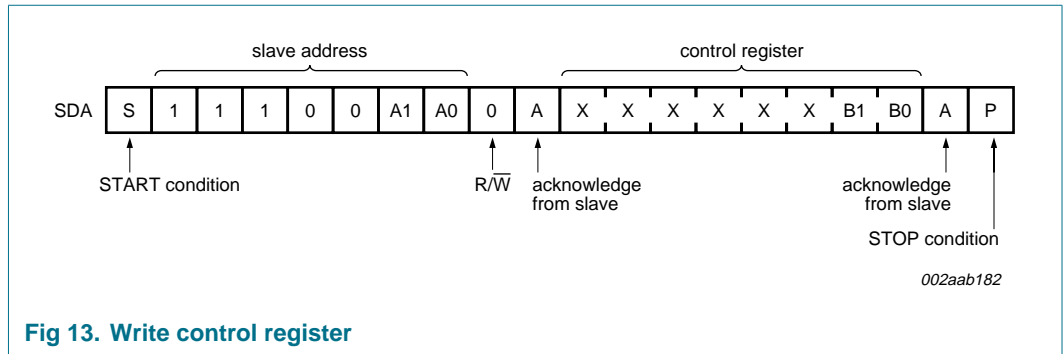 slave address
control register
SDA S 1 1 1 0 0 A1 A0 0 A X X X X X X B1 B0 A P
START condition
R/W̅
acknowledge
from slave
acknowledge
from slave
STOP condition
002aab182
Fig 13. Write control register